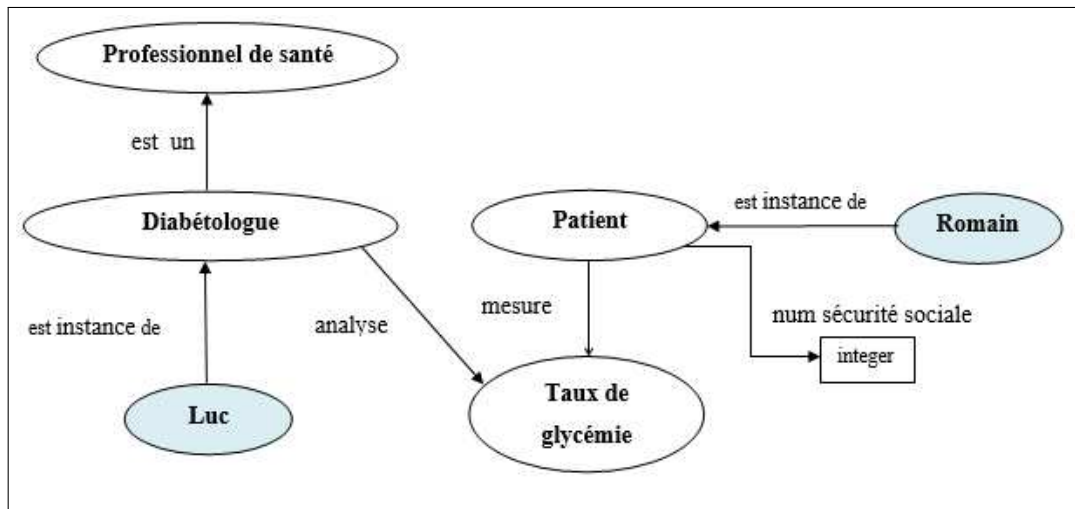 Professionnel de santé
est un
Diabétologue
Patient
est instance de
Romain
est instance de
analyse
mesure
num sécurité sociale
integer
Luc
Taux de
glycémie